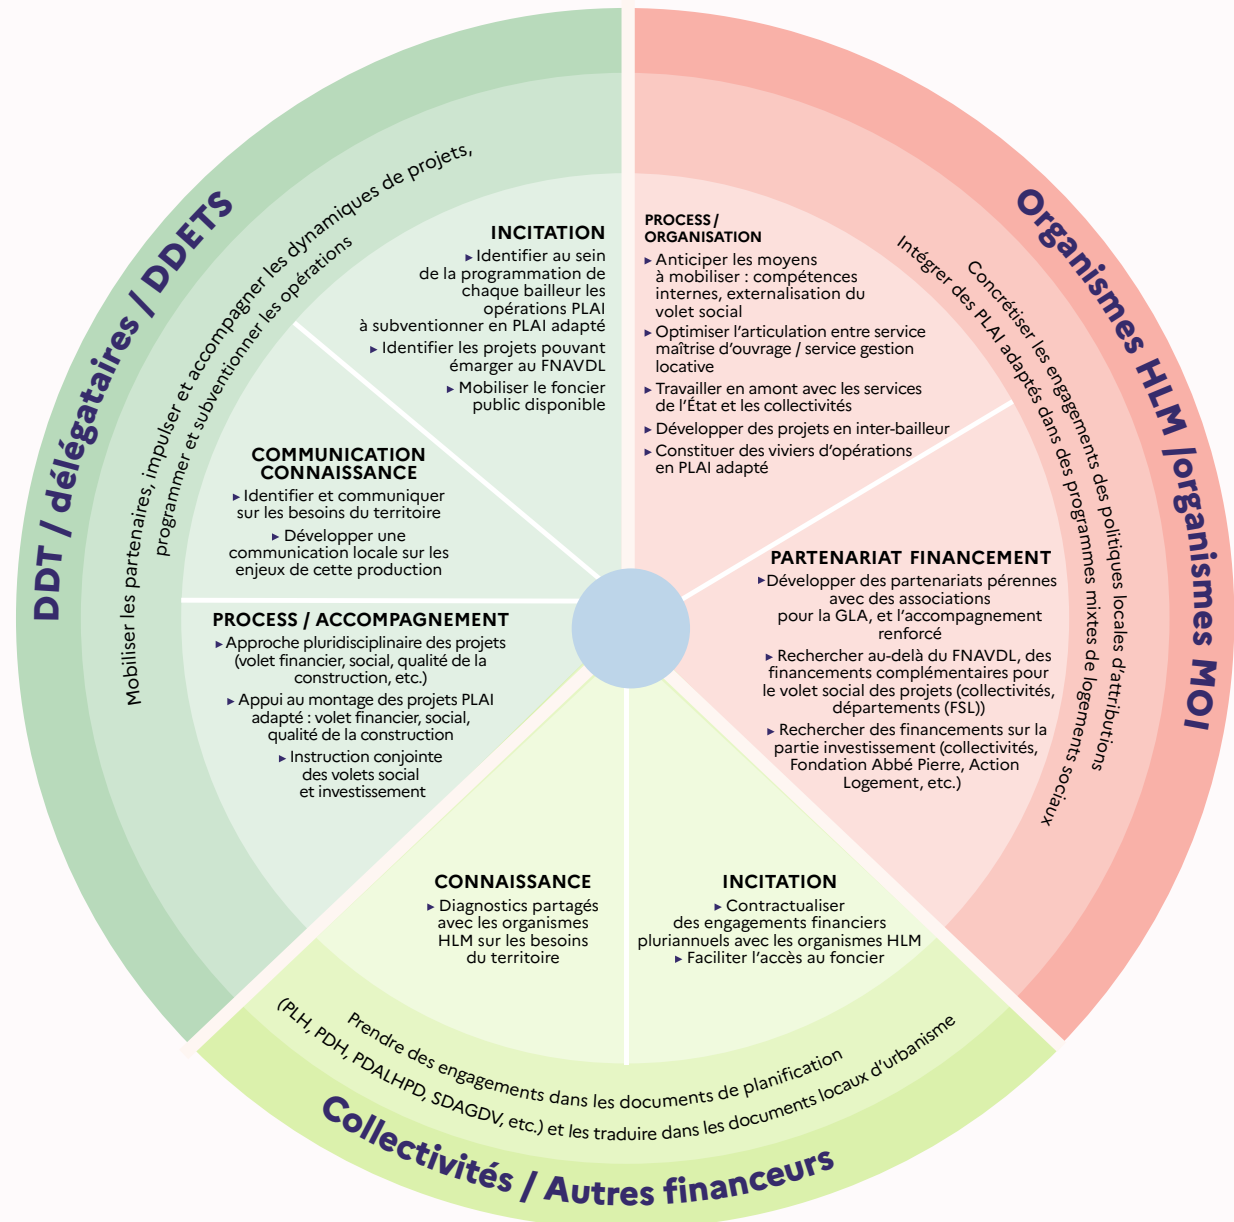 DDT / délégataires / DDETS
Mobiliser les partenaires, impulser et accompagner les dynamiques de projets,
programmer et subventionner les opérations
INCITATION
▸ Identifier au sein
de la programmation de
chaque bailleur les
opérations PLAI
à subventionner en PLAI adapté
▸ Identifier les projets pouvant
émarger au FNAVDL
▸ Mobiliser le foncier
public disponible
COMMUNICATION
CONNAISSANCE
▸ Identifier et communiquer
sur les besoins du territoire
▸ Développer une
communication locale sur les
enjeux de cette production
PROCESS / ACCOMPAGNEMENT
▸ Approche pluridisciplinaire des projets
(volet financier, social, qualité de la
construction, etc.)
▸ Appui au montage des projets PLAI
adapté : volet financier, social,
qualité de la construction
▸ Instruction conjointe
des volets social
et investissement
Organismes HLM /organismes MOI
Concrétiser les engagements des politiques locales d'attributions
Intégrer des PLAI adaptés dans des programmes mixtes de logements sociaux
PROCESS /
ORGANISATION
▸ Anticiper les moyens
à mobiliser : compétences
internes, externalisation du
volet social
▸ Optimiser l'articulation entre service
maîtrise d'ouvrage / service gestion
locative
▸ Travailler en amont avec les services
de l'État et les collectivités
▸ Développer des projets en inter-bailleur
▸ Constituer des viviers d'opérations
en PLAI adapté
PARTENARIAT FINANCEMENT
▸Développer des partenariats pérennes
avec des associations
pour la GLA, et l'accompagnement
renforcé
▸ Rechercher au-delà du FNAVDL, des
financements complémentaires pour
le volet social des projets (collectivités,
départements (FSL))
▸ Rechercher des financements sur la
partie investissement (collectivités,
Fondation Abbé Pierre, Action
Logement, etc.)
CONNAISSANCE
▸ Diagnostics partagés
avec les organismes
HLM sur les besoins
du territoire
INCITATION
▸ Contractualiser
des engagements financiers
pluriannuels avec les organismes HLM
▸ Faciliter l'accès au foncier
Prendre des engagements dans les documents de planification
(PLH, PDH, PDALHPD, SDAGDV, etc.) et les traduire dans les documents locaux d'urbanisme
Collectivités / Autres financeurs